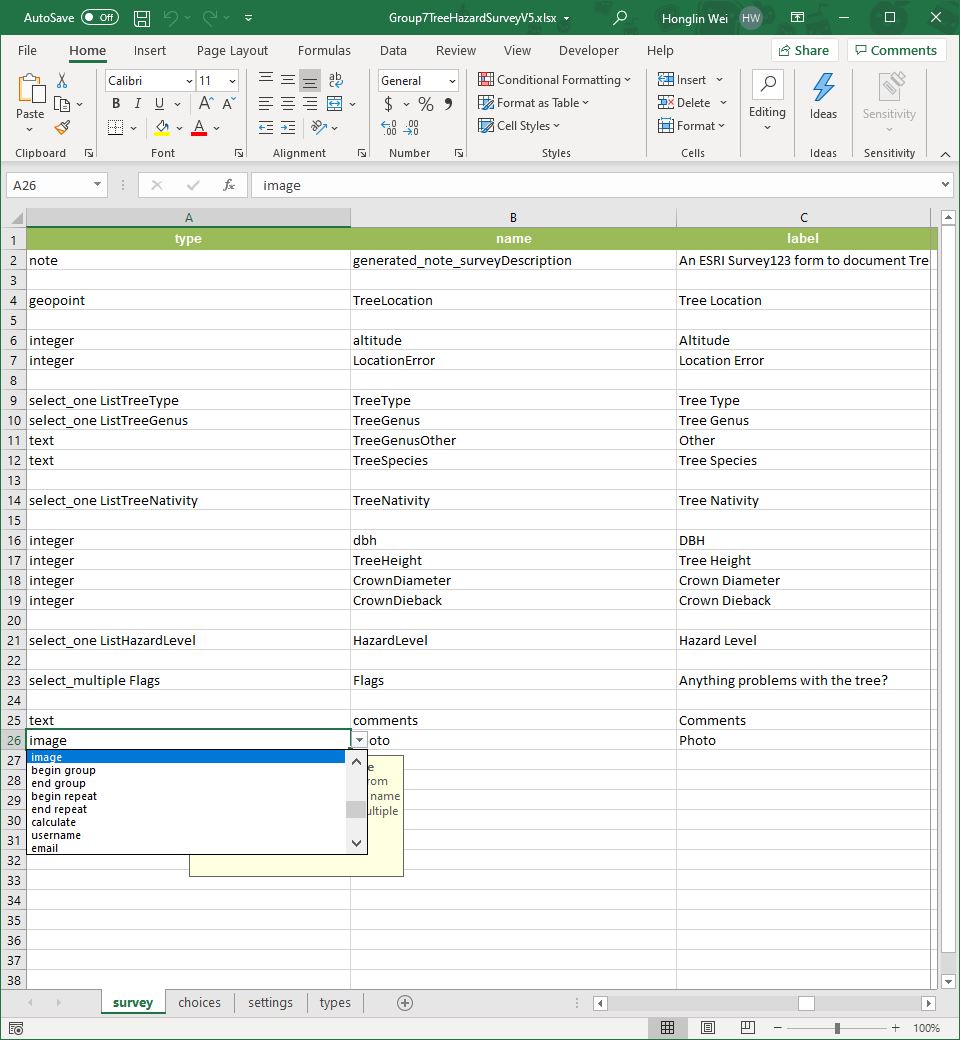 AutoSave Off Group7TreeHazardSurveyV5.xlsx Honglin Wei HW
File Home Insert Page Layout Formulas Data Review View Developer Help Share Comments
Paste
Calibri 11
B I U A A
A
ab
General
$ % 9
.00 .00
Conditional Formatting
Format as Table
Cell Styles
Insert
Delete
Format
Editing
Ideas
Sensitivity
Clipboard Font Alignment Number Styles Cells Ideas Sensitivity
A26 fx image
A B C
1 type name label
2 note generated_note_surveyDescription An ESRI Survey123 form to document Tre
3
4 geopoint TreeLocation Tree Location
5
6 integer altitude Altitude
7 integer LocationError Location Error
8
9 select_one ListTreeType TreeType Tree Type
10 select_one ListTreeGenus TreeGenus Tree Genus
11 text TreeGenusOther Other
12 text TreeSpecies Tree Species
13
14 select_one ListTreeNativity TreeNativity Tree Nativity
15
16 integer dbh DBH
17 integer TreeHeight Tree Height
18 integer CrownDiameter Crown Diameter
19 integer CrownDieback Crown Dieback
20
21 select_one ListHazardLevel HazardLevel Hazard Level
22
23 select_multiple Flags Flags Anything problems with the tree?
24
25 text comments Comments
26 image oto Photo
27
28
29
30
31
32
33
34
35
36
37
38
image
begin group
end group
begin repeat
end repeat
calculate
username
email
e
rom
name
ultiple
survey choices settings types
100%